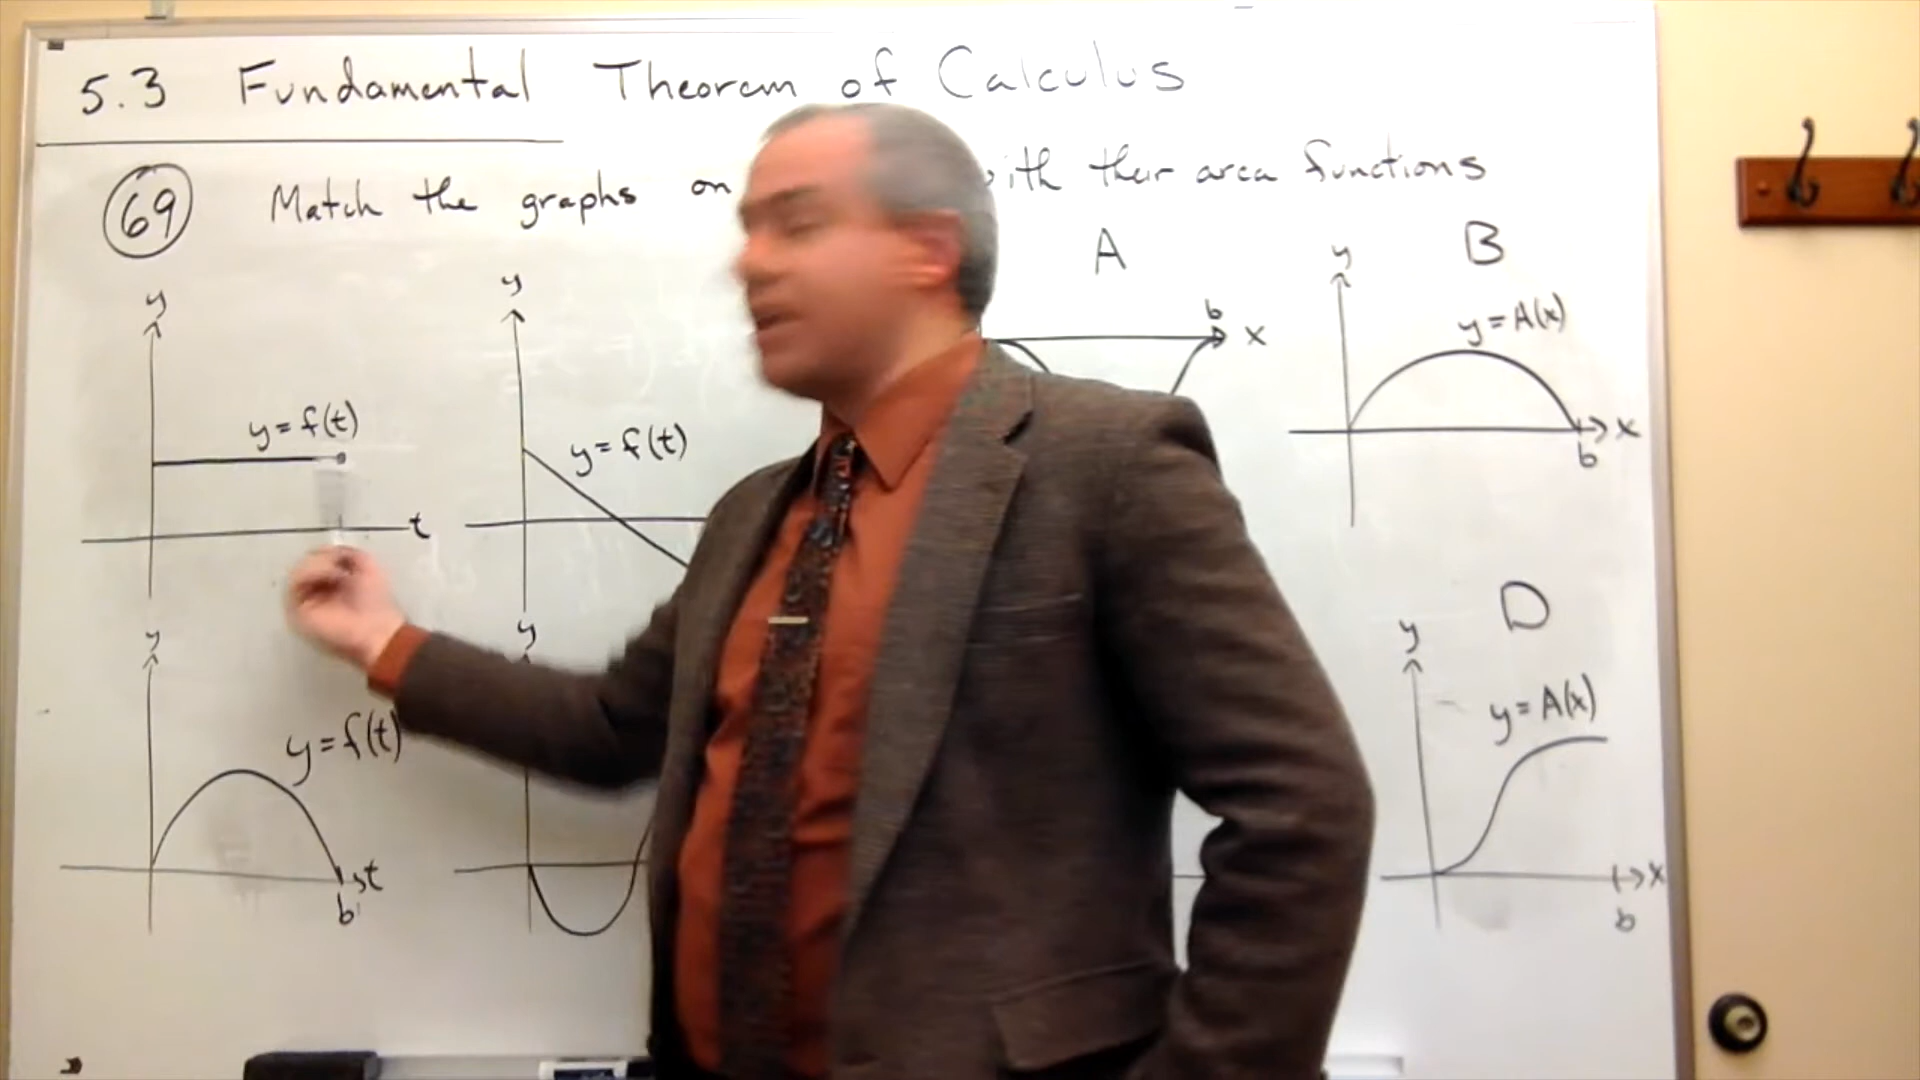 5.3 Fundamental Theorem of Calculus
69 Match the graphs on with their area functions
A
B
y
y
y
b
x
y=A(x)
y=f(t)
y=f(t)
x
b
t
D
y
y
y
y=A(x)
y=f(t)
t
b
x
b